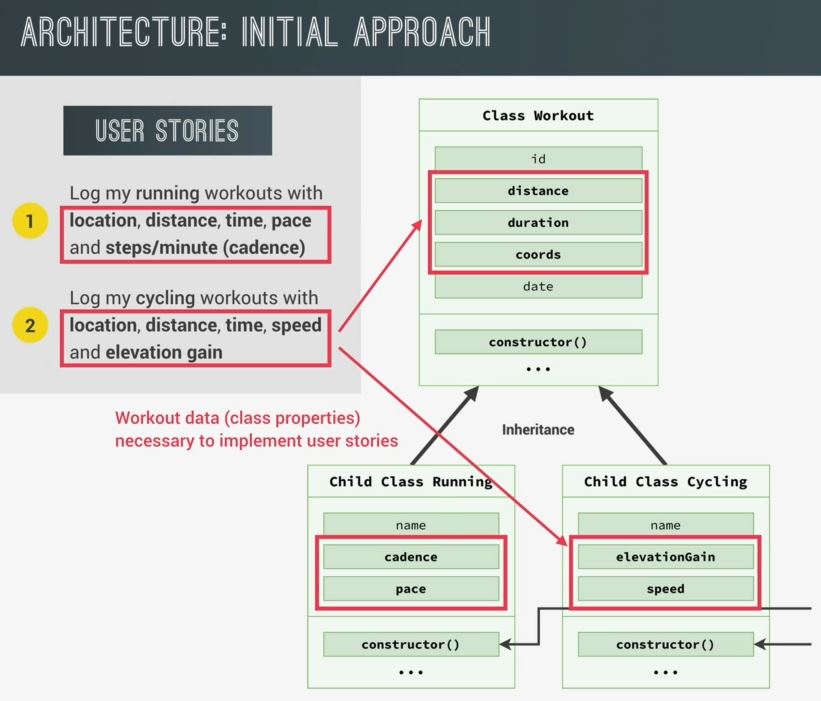 ARCHITECTURE: INITIAL APPROACH
USER STORIES
1
Log my running workouts with
location, distance, time, pace
and steps/minute (cadence)
2
Log my cycling workouts with
location, distance, time, speed
and elevation gain
Workout data (class properties)
necessary to implement user stories
Class Workout
id
distance
duration
coords
date
constructor()
...
Inheritance
Child Class Running
name
cadence
pace
constructor()
...
Child Class Cycling
name
elevationGain
speed
constructor()
...